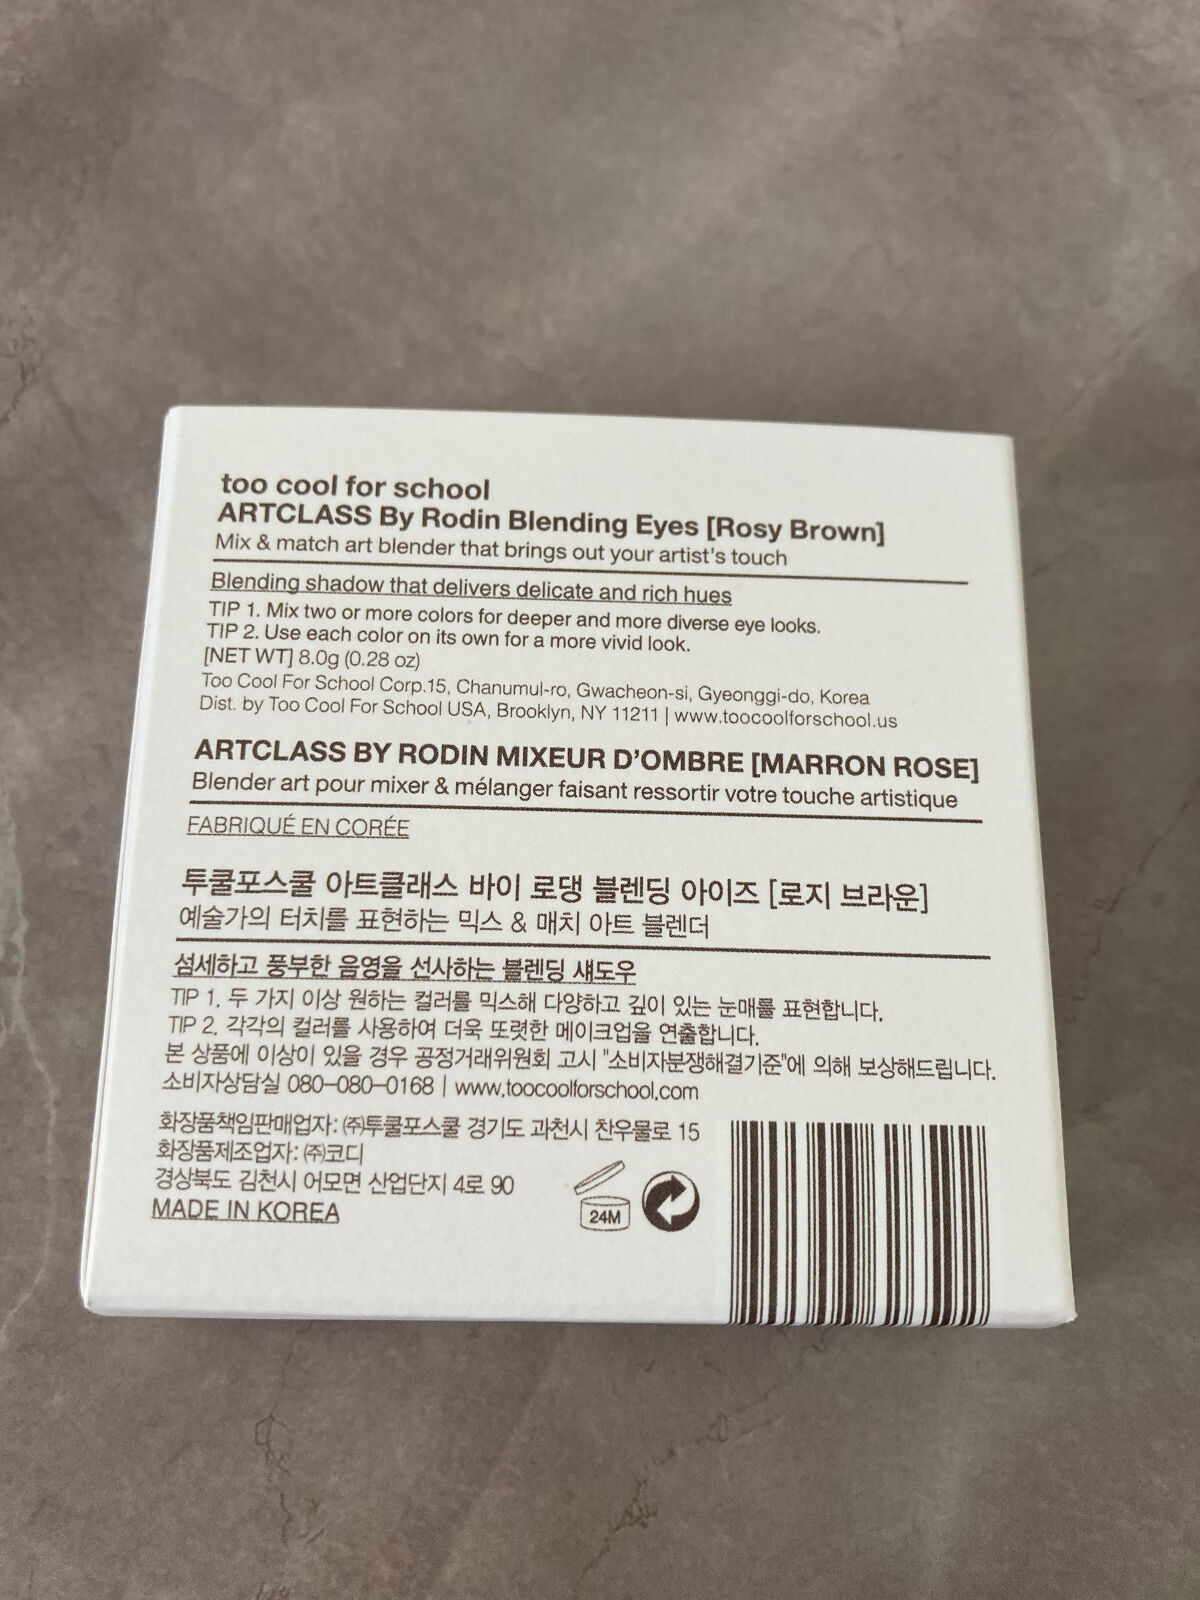 too cool for school
ARTCLASS By Rodin Blending Eyes [Rosy Brown]
Mix & match art blender that brings out your artist's touch
Blending shadow that delivers delicate and rich hues
TIP 1. Mix two or more colors for deeper and more diverse eye looks.
TIP 2. Use each color on its own for a more vivid look.
[NET WT] 8.0g (0.28 oz)
Too Cool For School Corp.15, Chanumul-ro, Gwacheon-si, Gyeonggi-do, Korea
Dist. by Too Cool For School USA, Brooklyn, NY 11211 | www.toocoolforschool.us
ARTCLASS BY RODIN MIXEUR D'OMBRE [MARRON ROSE]
Blender art pour mixer & mélanger faisant ressortir votre touche artistique
FABRIQUÉ EN CORÉE
투쿨포스쿨 아트클래스 바이 로댕 블렌딩 아이즈 [로지 브라운]
예술가의 터치를 표현하는 믹스 & 매치 아트 블렌더
섬세하고 풍부한 음영을 선사하는 블렌딩 섀도우
TIP 1. 두 가지 이상 원하는 컬러를 믹스해 다양하고 깊이 있는 눈매를 표현합니다.
TIP 2. 각각의 컬러를 사용하여 더욱 또렷한 메이크업을 연출합니다.
본 상품에 이상이 있을 경우 공정거래위원회 고시 "소비자분쟁해결기준"에 의해 보상해드립니다.
소비자상담실 080-080-0168 | www.toocoolforschool.com
화장품책임판매업자: ㈜투쿨포스쿨 경기도 과천시 찬우물로 15
화장품제조업자: ㈜코디
경상북도 김천시 어모면 산업단지 4로 90
MADE IN KOREA
24M